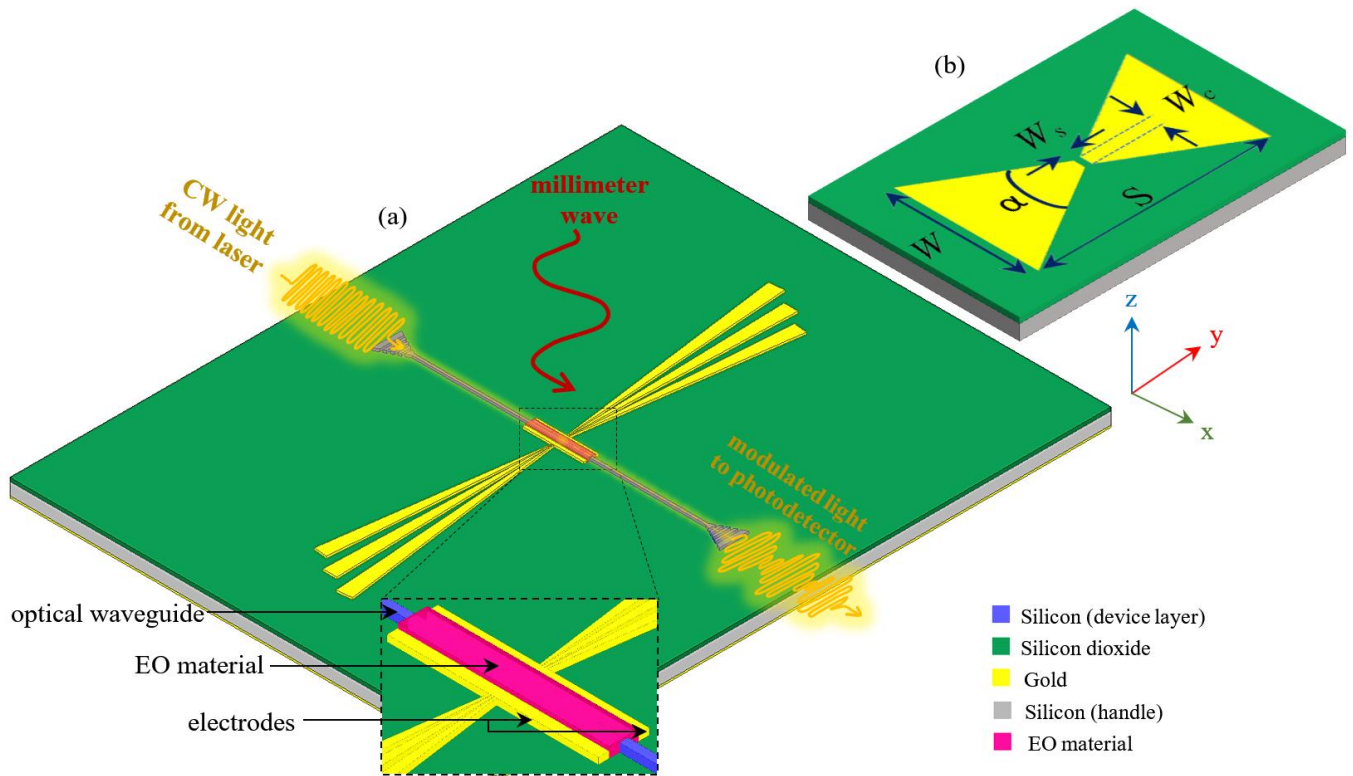 (a)
CW light
from laser
millimeter
wave
modulated light
to photodetector
optical waveguide
EO material
electrodes
(b)
W s
W c
α
S
W
z
y
x
Silicon (device layer)
Silicon dioxide
Gold
Silicon (handle)
EO material